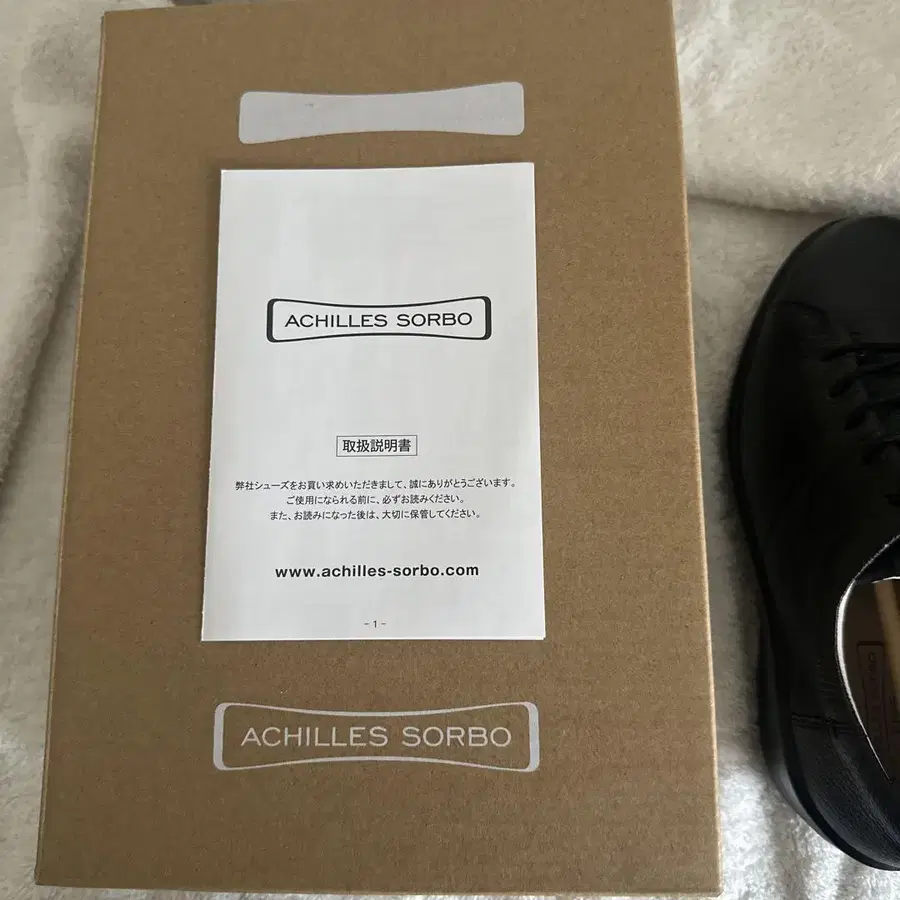 ACHILLES SORBO
取扱説明書
弊社シューズをお買い求めいただきまして、誠にありがとうございます。
ご使用になられる前に、必ずお読みください。
また、お読みになった後は、大切に保管してください。
www.achilles-sorbo.com
- 1 -
ACHILLES SORBO